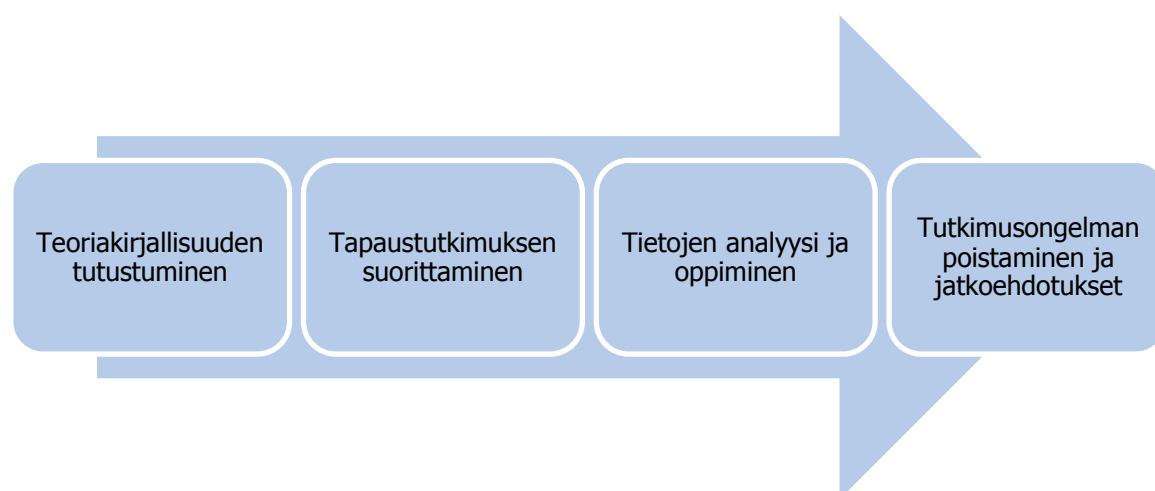 Teoriakirjallisuuden
tutustuminen
Tapaustutkimuksen
suorittaminen
Tietojen analyysi ja
oppiminen
Tutkimusongelman
poistaminen ja
jatkoehdotukset